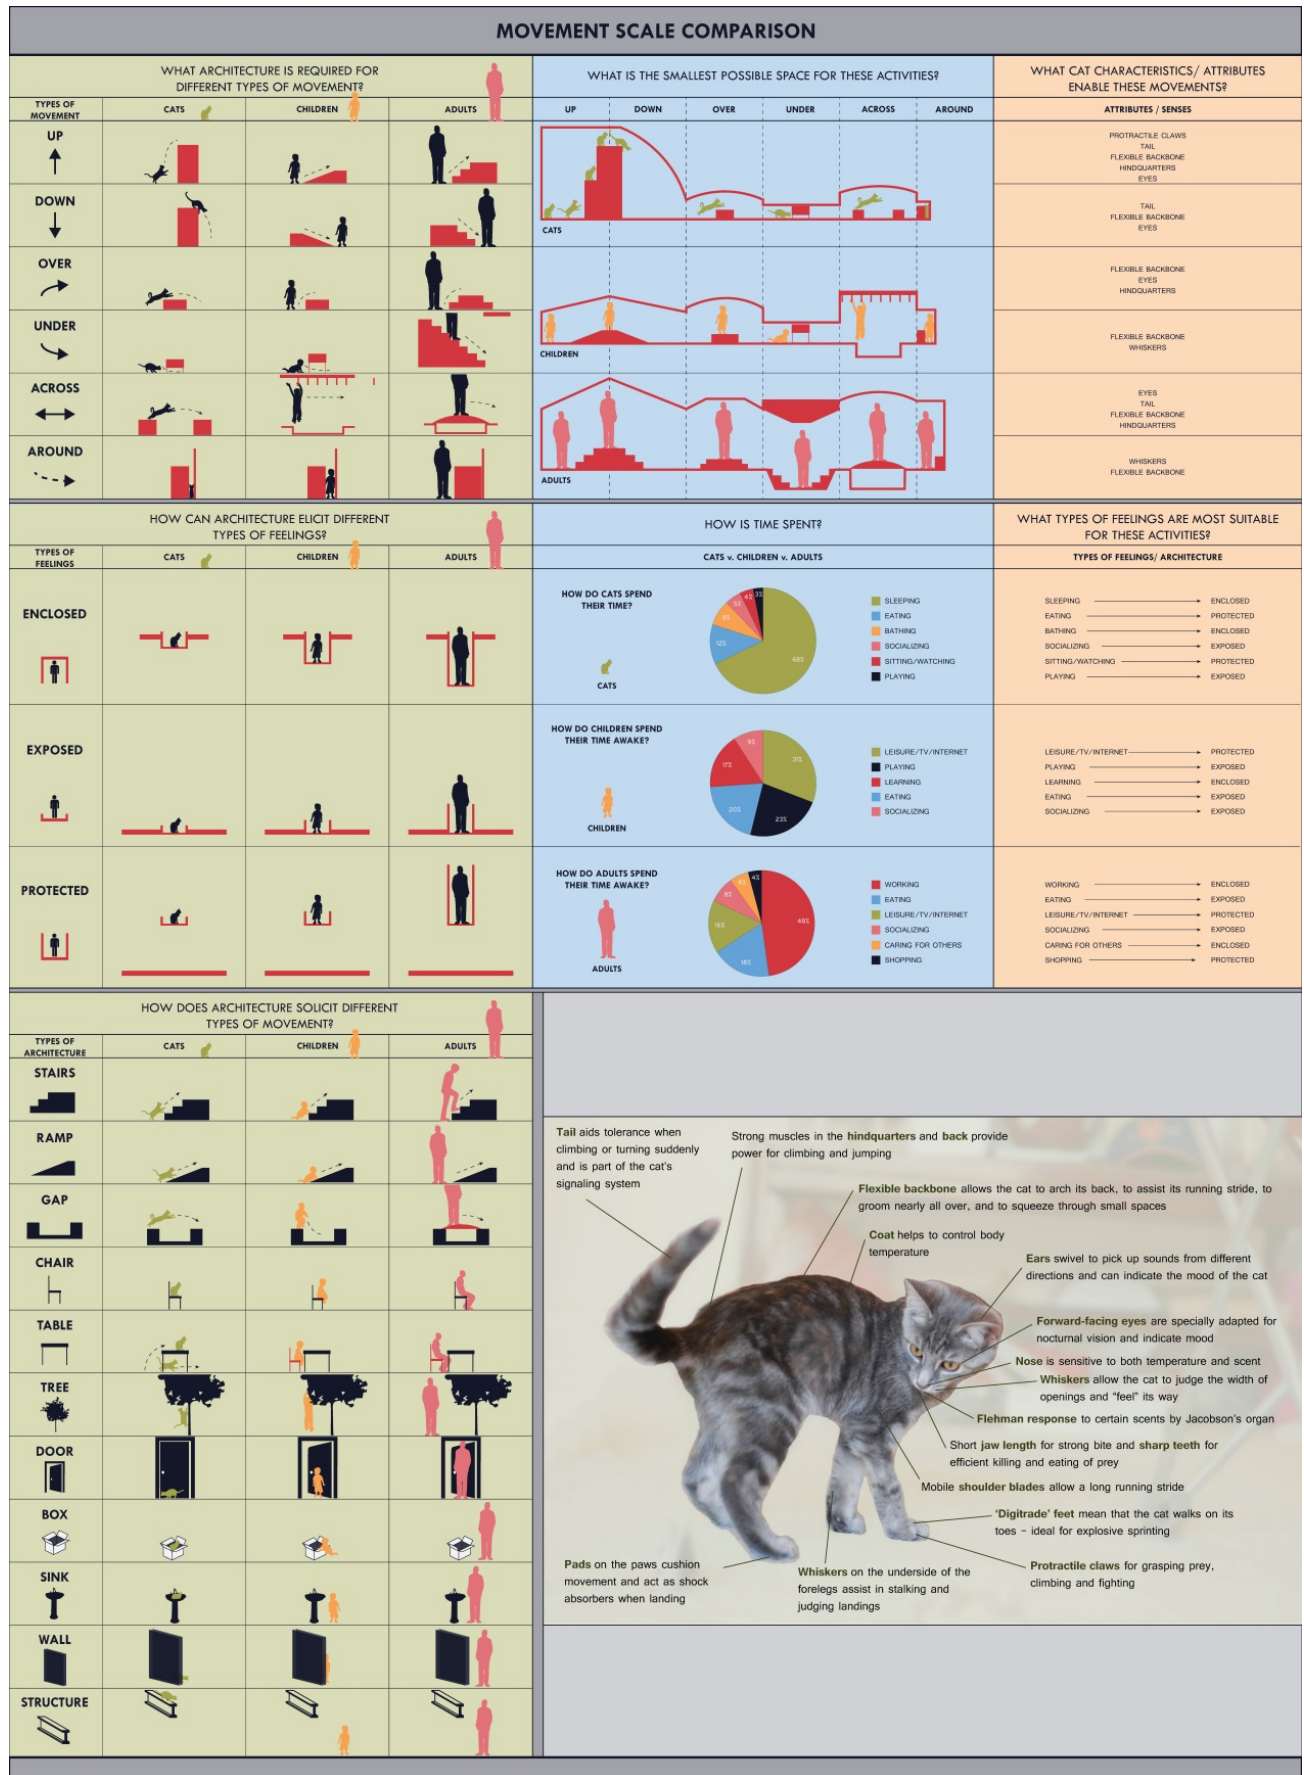 MOVEMENT SCALE COMPARISON
WHAT ARCHITECTURE IS REQUIRED FOR
DIFFERENT TYPES OF MOVEMENT?
TYPES OF
MOVEMENT
CATS
CHILDREN
ADULTS
UP
DOWN
OVER
UNDER
ACROSS
AROUND
WHAT IS THE SMALLEST POSSIBLE SPACE FOR THESE ACTIVITIES?
UP
DOWN
OVER
UNDER
ACROSS
AROUND
CATS
CHILDREN
ADULTS
WHAT CAT CHARACTERISTICS/ ATTRIBUTES
ENABLE THESE MOVEMENTS?
ATTRIBUTES / SENSES
PROTRACTILE CLAWS
TAIL
FLEXIBLE BACKBONE
HINDQUARTERS
EYES
TAIL
FLEXIBLE BACKBONE
EYES
FLEXIBLE BACKBONE
EYES
HINDQUARTERS
FLEXIBLE BACKBONE
WHISKERS
EYES
TAIL
FLEXIBLE BACKBONE
HINDQUARTERS
WHISKERS
FLEXIBLE BACKBONE
HOW CAN ARCHITECTURE ELICIT DIFFERENT
TYPES OF FEELINGS?
TYPES OF
FEELINGS
CATS
CHILDREN
ADULTS
ENCLOSED
EXPOSED
PROTECTED
HOW IS TIME SPENT?
CATS v. CHILDREN v. ADULTS
HOW DO CATS SPEND
THEIR TIME?
CATS
68%
12%
8%
5%
4%
3%
SLEEPING
EATING
BATHING
SOCIALIZING
SITTING/WATCHING
PLAYING
HOW DO CHILDREN SPEND
THEIR TIME AWAKE?
CHILDREN
31%
23%
20%
17%
9%
LEISURE/TV/INTERNET
PLAYING
LEARNING
EATING
SOCIALIZING
HOW DO ADULTS SPEND
THEIR TIME AWAKE?
ADULTS
48%
18%
16%
8%
4%
WORKING
EATING
LEISURE/TV/INTERNET
SOCIALIZING
CARING FOR OTHERS
SHOPPING
WHAT TYPES OF FEELINGS ARE MOST SUITABLE
FOR THESE ACTIVITIES?
TYPES OF FEELINGS/ ARCHITECTURE
SLEEPING ENCLOSED
EATING PROTECTED
BATHING ENCLOSED
SOCIALIZING EXPOSED
SITTING/WATCHING PROTECTED
PLAYING EXPOSED
LEISURE/TV/INTERNET PROTECTED
PLAYING EXPOSED
LEARNING ENCLOSED
EATING EXPOSED
SOCIALIZING EXPOSED
WORKING ENCLOSED
EATING EXPOSED
LEISURE/TV/INTERNET PROTECTED
SOCIALIZING EXPOSED
CARING FOR OTHERS ENCLOSED
SHOPPING PROTECTED
HOW DOES ARCHITECTURE SOLICIT DIFFERENT
TYPES OF MOVEMENT?
TYPES OF
ARCHITECTURE
CATS
CHILDREN
ADULTS
STAIRS
RAMP
GAP
CHAIR
TABLE
TREE
DOOR
BOX
SINK
WALL
STRUCTURE
Tail aids tolerance when
climbing or turning suddenly
and is part of the cat's
signaling system
Strong muscles in the hindquarters and back provide
power for climbing and jumping
Flexible backbone allows the cat to arch its back, to assist its running stride, to
groom nearly all over, and to squeeze through small spaces
Coat helps to control body
temperature
Ears swivel to pick up sounds from different
directions and can indicate the mood of the cat
Forward-facing eyes are specially adapted for
nocturnal vision and indicate mood
Nose is sensitive to both temperature and scent
Whiskers allow the cat to judge the width of
openings and "feel" its way
Flehman response to certain scents by Jacobson's organ
Short jaw length for strong bite and sharp teeth for
efficient killing and eating of prey
Mobile shoulder blades allow a long running stride
'Digitrade' feet mean that the cat walks on its
toes – ideal for explosive sprinting
Protractile claws for grasping prey,
climbing and fighting
Whiskers on the underside of the
forelegs assist in stalking and
judging landings
Pads on the paws cushion
movement and act as shock
absorbers when landing